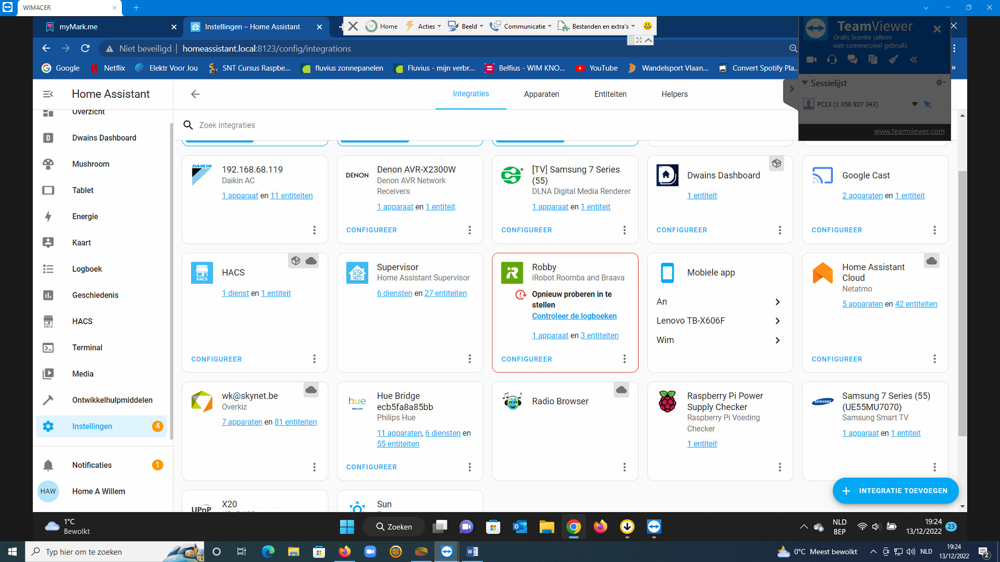 WIMACER
myMark.me
Instellingen – Home Assistant
Home
Acties
Beeld
Communicatie
Bestanden en extra's
TeamViewer
Gratis licentie (alleen
niet-commercieel gebruik)
Niet beveiligd
homeassistant.local:8123/config/integrations
Google
Netflix
Elektr Voor Jou
SNT Cursus Raspbe...
fluvius zonnepanelen
Fluvius - mijn verbr...
Belfius - WIM KNO...
YouTube
Wandelsport Vlaan...
Convert Spotify Pla...
»
Sessielijst
PC13 (1 050 927 343)
www.teamviewer.com
Home Assistant
Integraties
Apparaten
Entiteiten
Helpers
Zoek integraties
Overzicht
Dwains Dashboard
Mushroom
Tablet
Energie
Kaart
Logboek
Geschiedenis
HACS
HACS
Terminal
Media
Ontwikkelhulpmiddelen
Instellingen
4
Notificaties
1
HAW
Home A Willem
DAIKIN
192.168.68.119
Daikin AC
1 apparaat en 11 entiteiten
DENON
Denon AVR-X2300W
Denon AVR Network
Receivers
1 apparaat en 1 entiteit
CONFIGUREER
[TV] Samsung 7 Series
(55)
DLNA Digital Media Renderer
1 apparaat en 1 entiteit
CONFIGUREER
Dwains Dashboard
1 entiteit
CONFIGUREER
Google Cast
2 apparaten en 1 entiteit
CONFIGUREER
HACS
HACS
1 dienst en 1 entiteit
CONFIGUREER
Supervisor
Home Assistant Supervisor
6 diensten en 27 entiteiten
iR
Robby
iRobot Roomba and Braava
Opnieuw proberen in te
stellen
Controleer de logboeken
1 apparaat en 3 entiteiten
CONFIGUREER
Mobiele app
An
Lenovo TB-X606F
Wim
Home Assistant
Cloud
Netatmo
5 apparaten en 42 entiteiten
CONFIGUREER
wk@skynet.be
Overkiz
7 apparaten en 81 entiteiten
hue
PHILIPS
Hue Bridge
ecb5fa8a85bb
Philips Hue
11 apparaten, 6 diensten en
55 entiteiten
CONFIGUREER
Radio Browser
Raspberry Pi Power
Supply Checker
Raspberry Pi Voeding
Checker
1 entiteit
SAMSUNG
Samsung 7 Series (55)
(UE55MU7070)
Samsung Smart TV
1 apparaat en 1 entiteit
UPnP
X20
Sun
INTEGRATIE TOEVOEGEN
1°C
Bewolkt
Zoeken
NLD
BEP
19:24
13/12/2022
23
Typ hier om te zoeken
0°C Meest bewolkt
NLD
19:24
13/12/2022
2